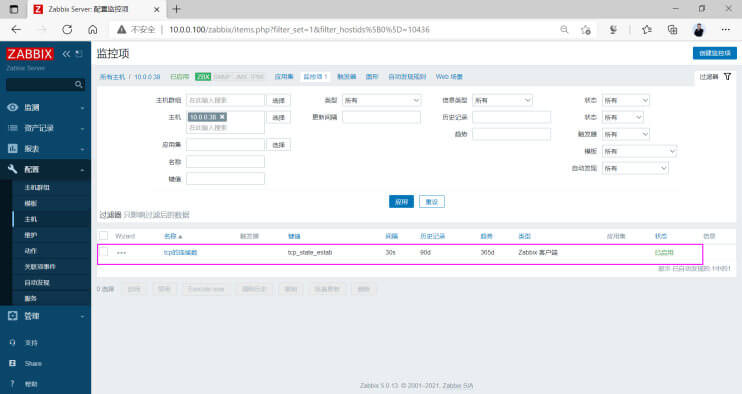 Zabbix Server: 配置监控项
不安全 | 10.0.0.100/zabbix/items.php?filter_set=1&filter_hostids%5B0%5D=10436
ZABBIX
Zabbix Server
监测
资产记录
报表
配置
主机群组
模板
主机
维护
动作
关联项事件
自动发现
服务
管理
支持
Share
帮助
监控项
创建监控项
所有主机 / 10.0.0.38 已启用 ZBX SNMP JMX IPMI 应用集 监控项 1 触发器 图形 自动发现规则 Web 场景
过滤器
主机群组 在此输入搜索 选择 类型 所有 信息类型 所有 状态 所有
主机 10.0.0.38 选择 更新间隔 历史记录 状态 所有
在此输入搜索
趋势 触发器 所有
应用集 选择 模板 所有
名称 自动发现 所有
键值
应用 重设
过滤器 只影响过滤后的数据
Wizard 名称 触发器 键值 间隔 历史记录 趋势 类型 应用集 状态 信息
tcp的连接数 tcp_state_estab 30s 90d 365d Zabbix 客户端 已启用
显示 已自动发现的 1中的1
0 选择 启用 禁用 Execute now 清除历史 复制 批量更新 删除
Zabbix 5.0.13. © 2001–2021, Zabbix SIA